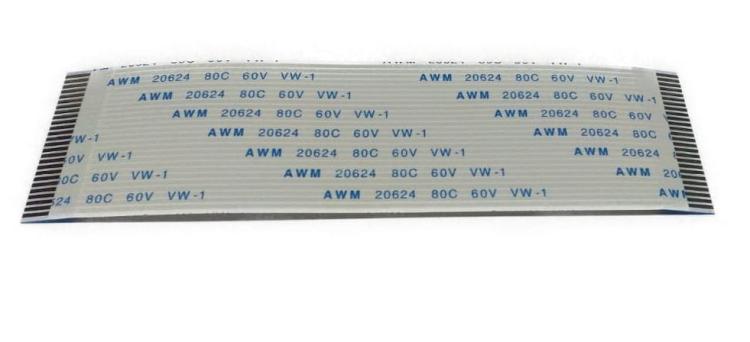 AWM 20624 80C 60V VW-1 AWM 20624 80C 60V VW-1
AWM 20624 80C 60V VW-1 AWM 20624 80C 60V VW-1
AWM 20624 80C 60V VW-1 AWM 20624 80C 60V
VW-1 AWM 20624 80C 60V VW-1 AWM 20624 80C
60V VW-1 AWM 20624 80C 60V VW-1 AWM 20624
80C 60V VW-1 AWM 20624 80C 60V VW-1 AWM 20
24 80C 60V VW-1 AWM 20624 80C 60V VW-1 AW